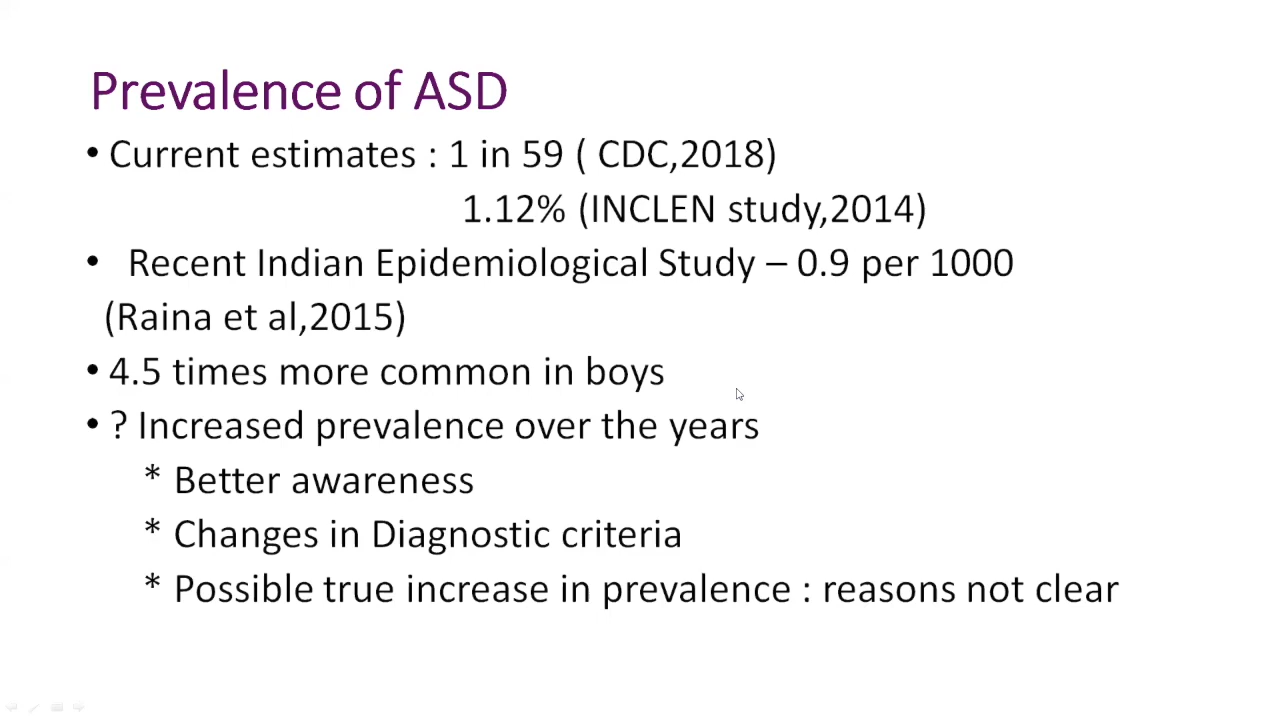 Prevalence of ASD
• Current estimates : 1 in 59 ( CDC,2018)
1.12% (INCLEN study,2014)
• Recent Indian Epidemiological Study – 0.9 per 1000
(Raina et al,2015)
• 4.5 times more common in boys
• ? Increased prevalence over the years
* Better awareness
* Changes in Diagnostic criteria
* Possible true increase in prevalence : reasons not clear